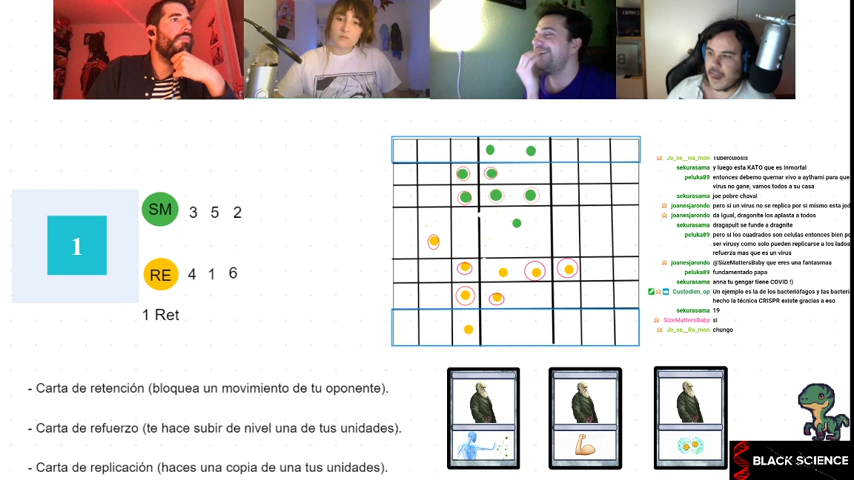 Jo_se__Ra_mon Tuberculosis
sekurasama y luego esta KATO que es Inmortal
peluka89 entonces debemo quemar vivo a aythami para que
virus no gane, vamos todos a su casa
sekurasama joe pobre chaval
joanesjarondo pero si un virus no se replica por si mismo esta jod
joanesjarondo da igual, dragonite los aplasta a todos
sekurasama dragapult se funde a dragnite
peluka89 pero si los cuadrados son celulas entonces bien po
ser virusy como solo pueden replicarse a los lados
refuerza mas que es un virus
joanesjarondo @SizeMattersBaby que eres una fantasmaa
peluka89 fundamentado papa
sekurasama anna tu gengar tiene COVID !)
Custodien_op Un ejemplo es la de los bacteriófagos y las bacteria
hecho la técnica CRISPR existe gracias a eso
sekurasama 19
SizeMattersBaby si
Jo_se__Ra_mon chungo
1
SM 3 5 2
RE 4 1 6
1 Ret
- Carta de retención (bloquea un movimiento de tu oponente).
- Carta de refuerzo (te hace subir de nivel una de tus unidades).
- Carta de replicación (haces una copia de una tus unidades).
BLACK SCIENCE